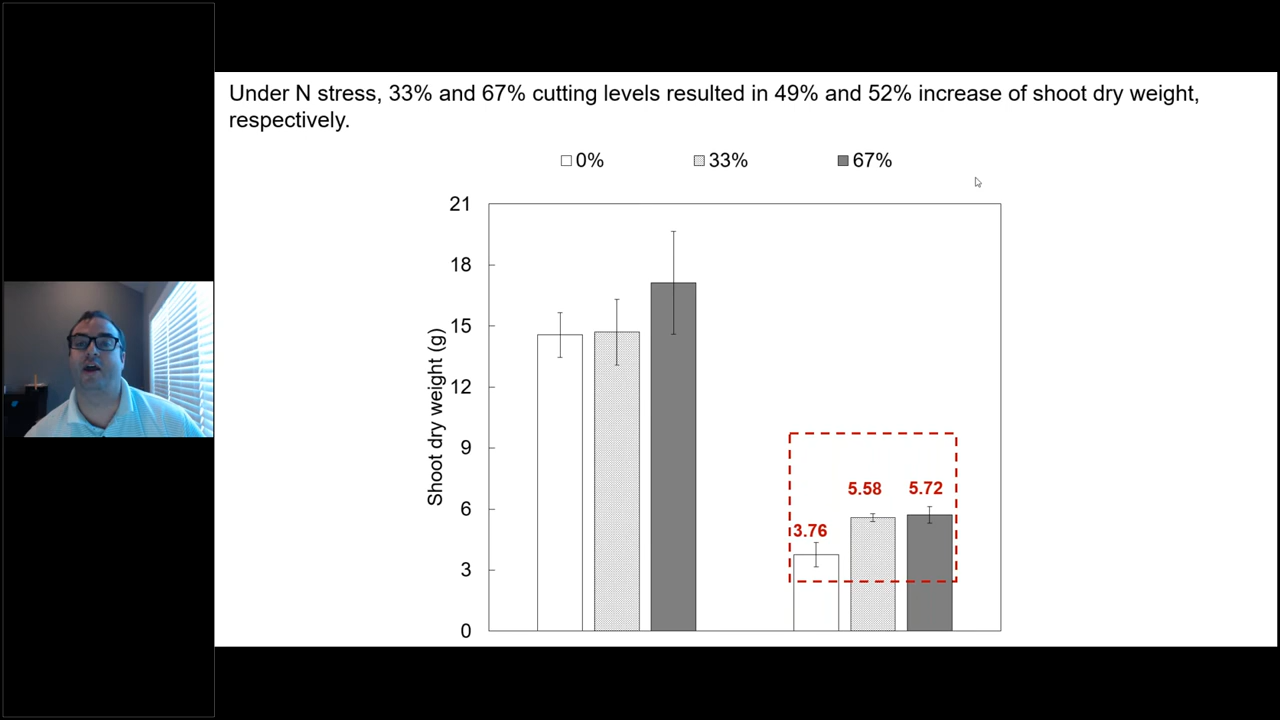 Under N stress, 33% and 67% cutting levels resulted in 49% and 52% increase of shoot dry weight,
respectively.
0% 33% 67%
Shoot dry weight (g)
21
18
15
12
9
6
3
0
3.76 5.58 5.72